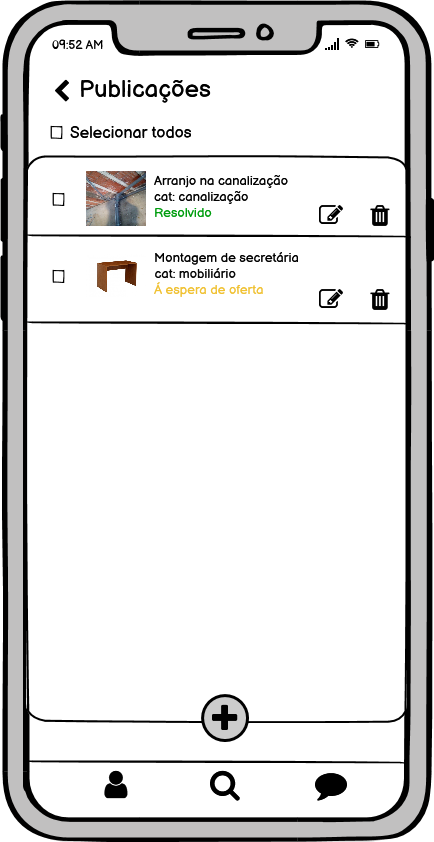 09:52 AM
Publicações
Selecionar todos
Arranjo na canalização
cat: canalização
Resolvido
Montagem de secretária
cat: mobiliário
Á espera de oferta